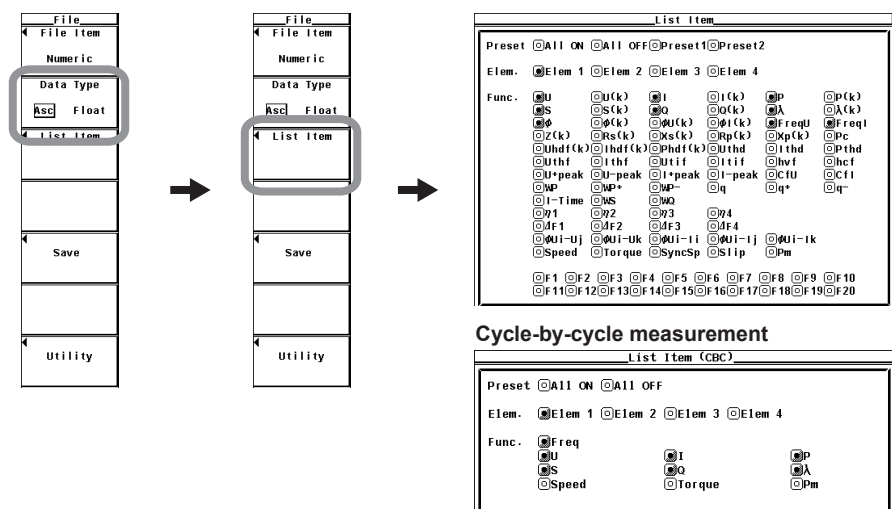 File
File Item
Numeric
Data Type
Asc Float
List Item
Save
Utility
File
File Item
Numeric
Data Type
Asc Float
List Item
Save
Utility
List Item
Preset All ON All OFF Preset1 Preset2
Elem. Elem 1 Elem 2 Elem 3 Elem 4
Func. U U(k) I I(k) P P(k)
S S(k) Q Q(k) λ λ(k)
ϕ ϕ(k) ϕU(k) ϕI(k) FreqU FreqI
Z(k) Rs(k) Xs(k) Rp(k) Xp(k) Pc
Uhdf(k) Ihdf(k) Phdf(k) Uthd Ithd Pthd
Uthf Ithf Utif Itif hvf hcf
U+peak U-peak I+peak I-peak CfU CfI
WP WP+ WP- q q+ q-
I-Time WS WQ
η1 η2 η3 η4
ΔF1 ΔF2 ΔF3 ΔF4
ϕUi-Uj ϕUi-Uk ϕUi-Ii ϕUi-Ij ϕUi-Ik
Speed Torque SyncSp Slip Pm
F1 F2 F3 F4 F5 F6 F7 F8 F9 F10
F11 F12 F13 F14 F15 F16 F17 F18 F19 F20
Cycle-by-cycle measurement
List Item (CBC)
Preset All ON All OFF
Elem. Elem 1 Elem 2 Elem 3 Elem 4
Func. Freq
U I P
S Q λ
Speed Torque Pm